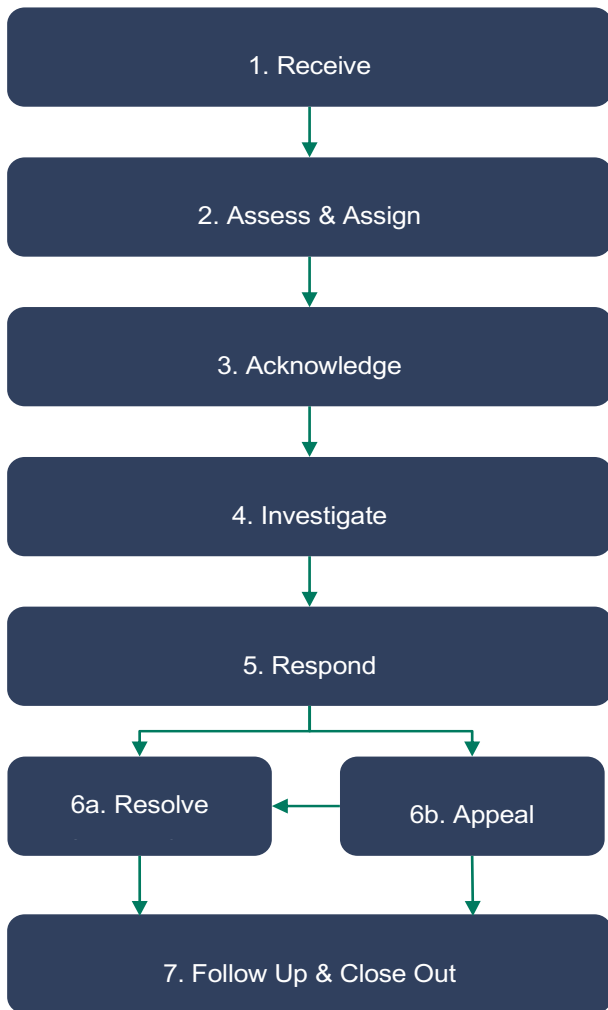 1. Receive
2. Assess & Assign
3. Acknowledge
4. Investigate
5. Respond
6a. Resolve
6b. Appeal
7. Follow Up & Close Out